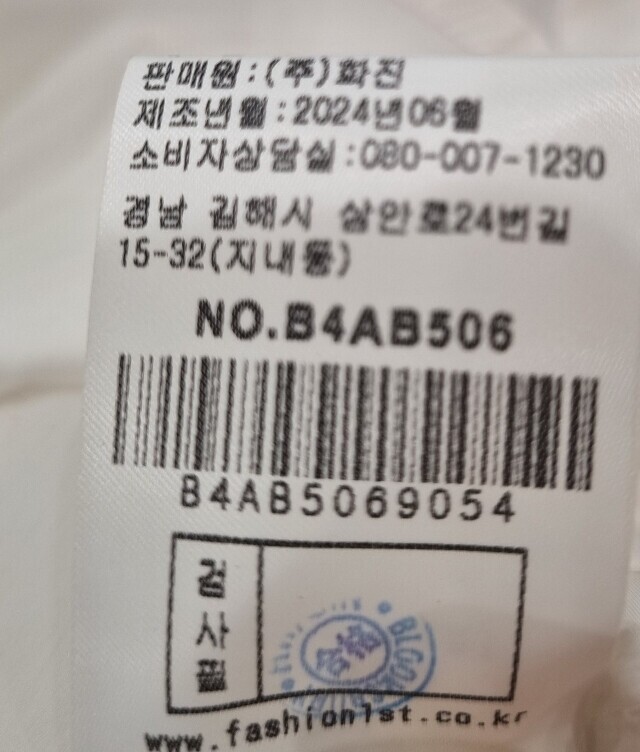 판매원:(주)화진
제조년월:2024년06월
소비자상담실:080-007-1230
경남 김해시 삼안로24번길
15-32(지내동)
NO.B4AB506
B4AB5069054
검사필
合格
www.fashion1st.co.kr